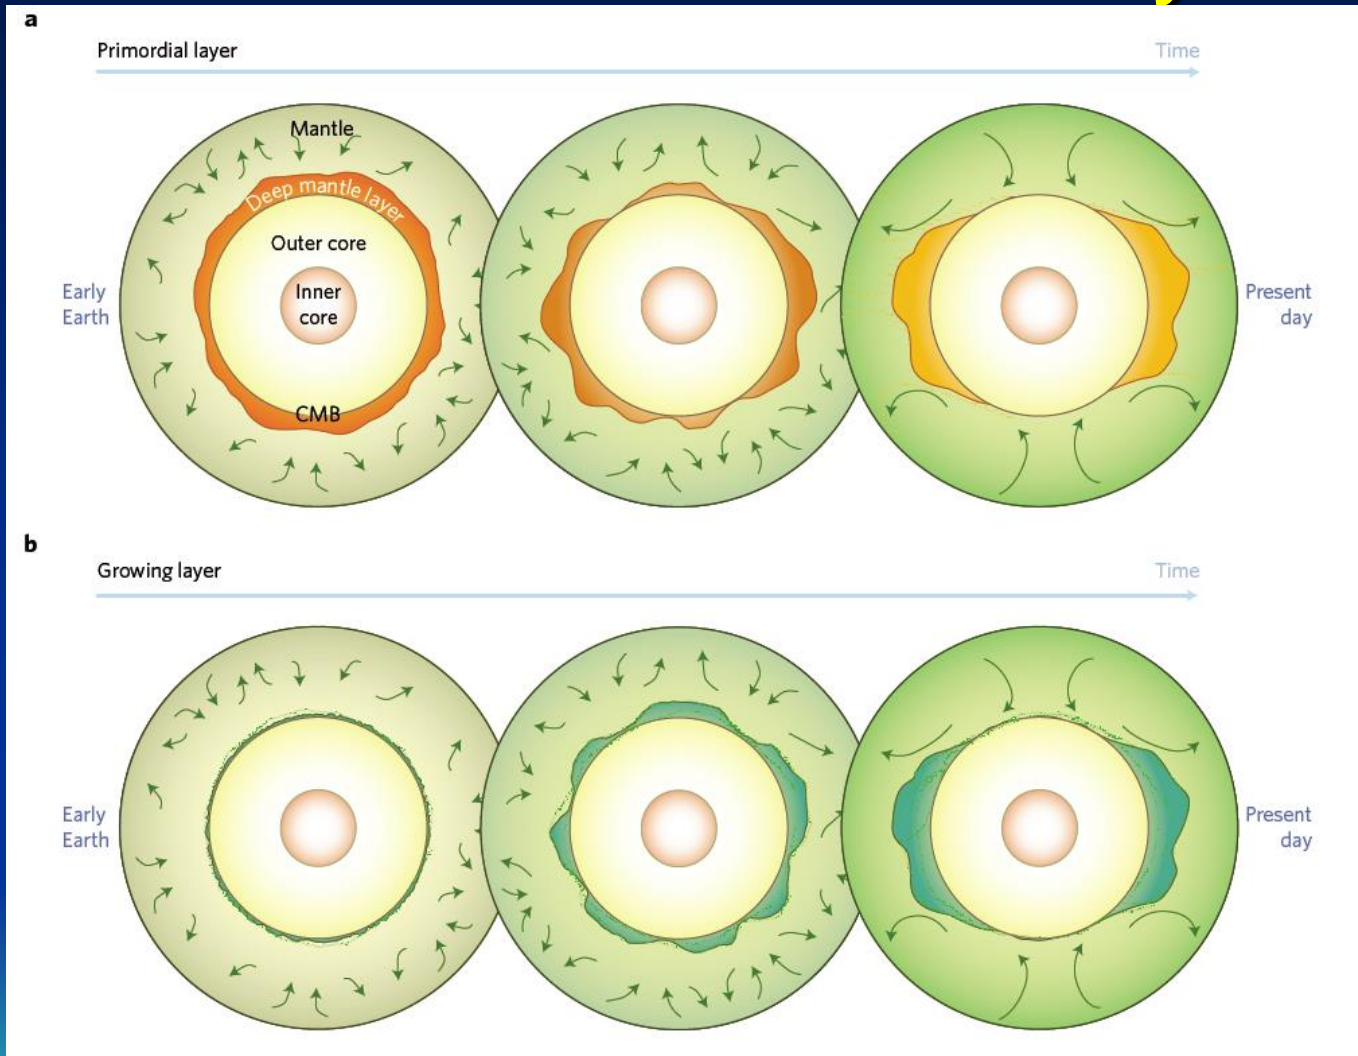 a
Primordial layer
Time
Mantle
Deep mantle layer
Outer core
Inner
core
CMB
Early
Earth
Present
day
b
Growing layer
Time
Early
Earth
Present
day